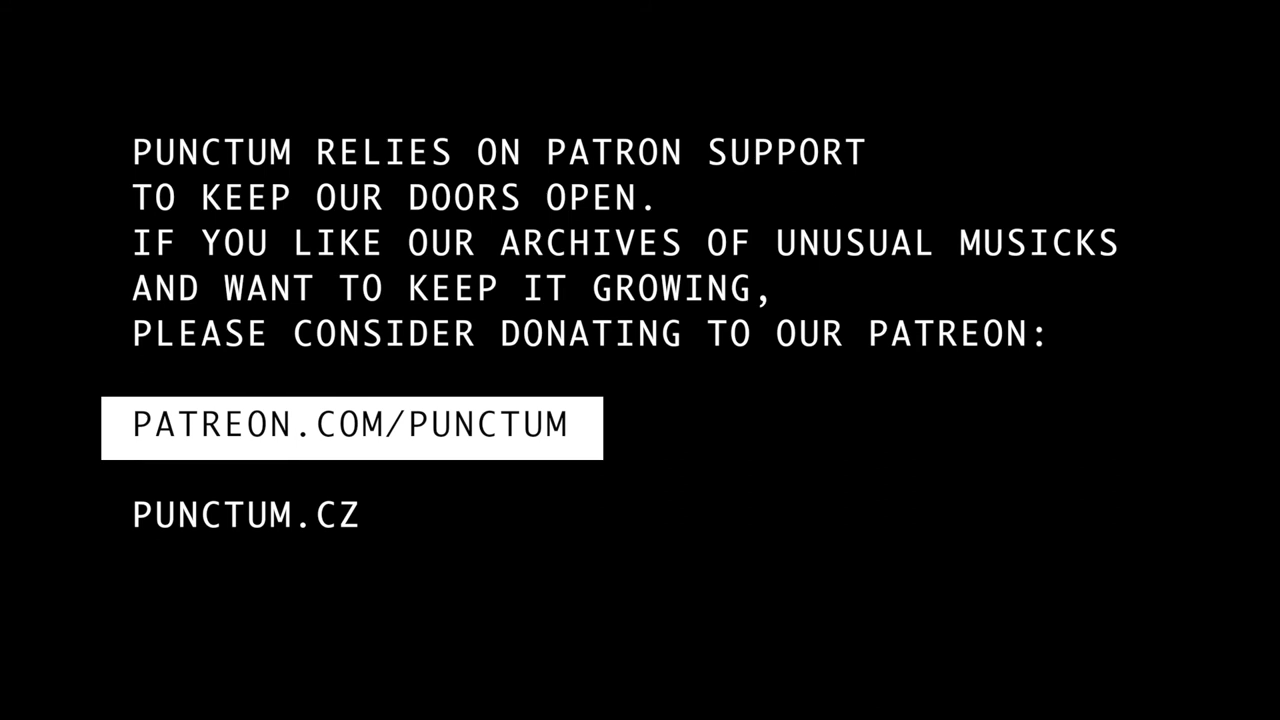 PUNCTUM RELIES ON PATRON SUPPORT
TO KEEP OUR DOORS OPEN.
IF YOU LIKE OUR ARCHIVES OF UNUSUAL MUSICKS
AND WANT TO KEEP IT GROWING,
PLEASE CONSIDER DONATING TO OUR PATREON:
PATREON.COM/PUNCTUM
PUNCTUM.CZ